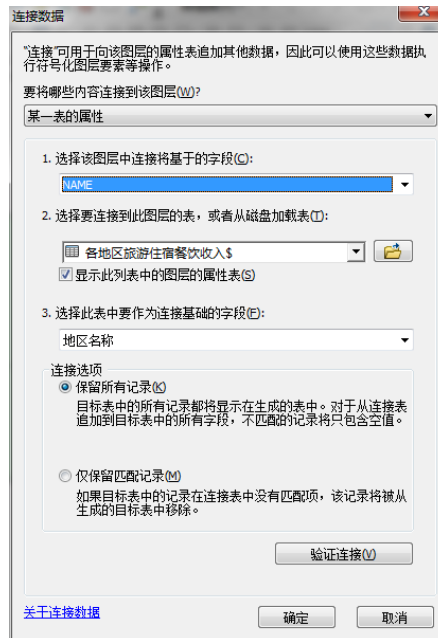 连接数据
“连接”可用于向该图层的属性表追加其他数据，因此可以使用这些数据执
行符号化图层要素等操作。
要将哪些内容连接到该图层(W)?
某一表的属性
1. 选择该图层中连接将基于的字段(C):
NAME
2. 选择要连接到此图层的表，或者从磁盘加载表(T):
各地区旅游住宿餐饮收入$
显示此列表中的图层的属性表(S)
3. 选择此表中要作为连接基础的字段(F):
地区名称
连接选项
保留所有记录(K)
目标表中的所有记录都将显示在生成的表中。对于从连接表
追加到目标表中的所有字段，不匹配的记录将只包含空值。
仅保留匹配记录(M)
如果目标表中的记录在连接表中没有匹配项，该记录将被从
生成的目标表中移除。
验证连接(V)
关于连接数据
确定
取消